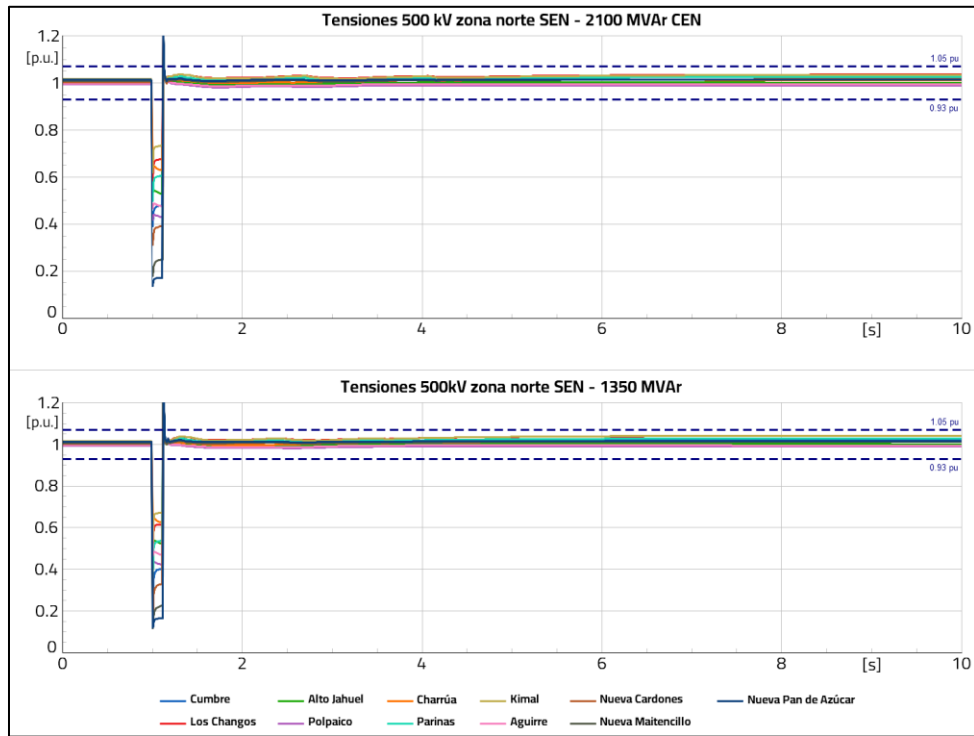 Tensiones 500 kV zona norte SEN - 2100 MVAr CEN
1.2
[p.u.]
1.05 pu
1
0.93 pu
0.8
0.6
0.4
0.2
0
0 2 4 6 8 [s] 10
Tensiones 500kV zona norte SEN - 1350 MVAr
1.2
[p.u.]
1.05 pu
1
0.93 pu
0.8
0.6
0.4
0.2
0
0 2 4 6 8 [s] 10
Cumbre Alto Jahuel Charrúa Kimal Nueva Cardones Nueva Pan de Azúcar
Los Changos Polpaico Parinas Aguirre Nueva Maitencillo